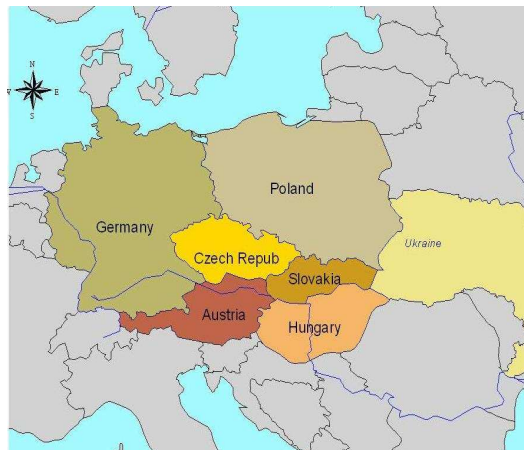 N
W E
S
Poland
Germany
Ukraine
Czech Repub
Slovakia
Austria
Hungary